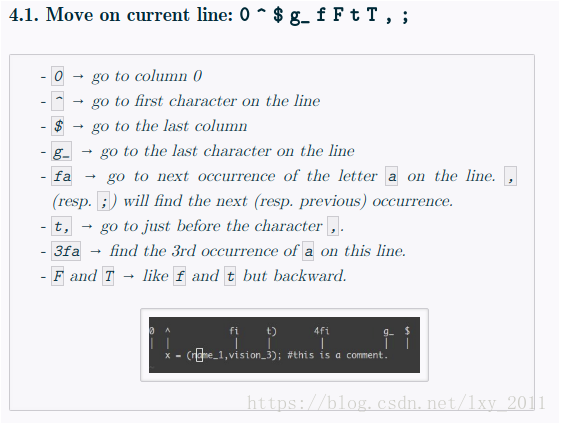 4.1. Move on current line: 0 ^ $ g_ f F t T , ;
- 0 → go to column 0
- ^ → go to first character on the line
- $ → go to the last column
- g_ → go to the last character on the line
- fa → go to next occurrence of the letter a on the line. ,
(resp. ;) will find the next (resp. previous) occurrence.
- t, → go to just before the character ,.
- 3fa → find the 3rd occurrence of a on this line.
- F and T → like f and t but backward.
0 ^ fi t) 4fi g_ $
| | | | | | |
x = (name_1,vision_3); #this is a comment.
https://blog.csdn.net/lxy_2011